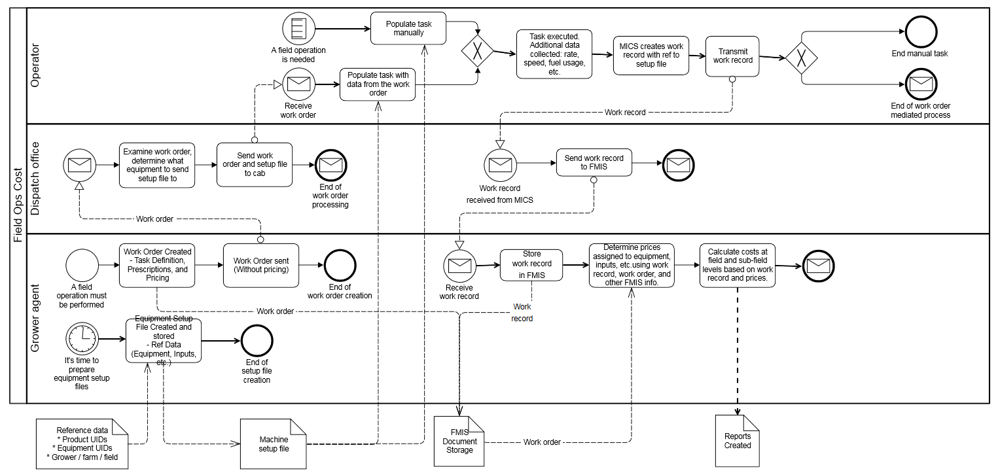 Field Ops Cost
Operator
A field operation
is needed
Populate task
manually
Receive
work order
Populate task with
data from the work
order
Task executed.
Additional data
collected: rate,
speed, fuel usage,
etc.
MICS creates work
record with ref to
setup file
Transmit
work record
End manual task
End of work order
mediated process
Work record
Dispatch office
Examine work order,
determine what
equipment to send
setup file to
Send work
order and setup file
to cab
End of
work order
processing
Work record
received from MICS
Send work record
to FMIS
Work order
Grower agent
A field
operation must
be performed
Work Order Created
- Task Definition,
Prescriptions, and
Pricing
Work Order sent
(Without pricing)
End of
work order creation
Receive
work record
Store
work record
in FMIS
Determine prices
assigned to equipment,
inputs, etc.using work
record, work order, and
other FMIS info.
Calculate costs at
field and sub-field
levels based on work
record and prices.
Work order
Work
record
It's time to
prepare
equipment setup
files
Equipment Setup
File Created and
stored
- Ref Data
(Equipment, Inputs,
etc.)
End of
setup file
creation
Reference data
* Product UIDs
* Equipment UIDs
* Grower / farm / field
Machine
setup file
FMIS
Document
Storage
Work order
Reports
Created